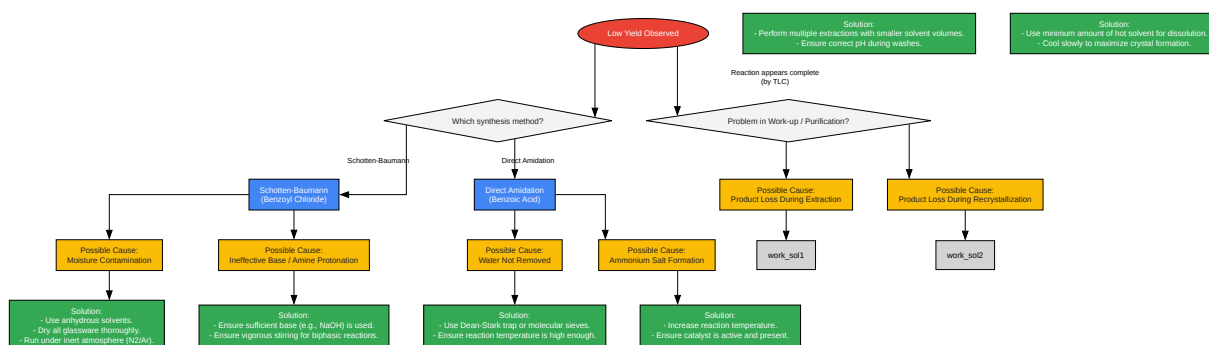 Low Yield Observed
Solution:
- Perform multiple extractions with smaller solvent volumes.
- Ensure correct pH during washes.
Solution:
- Use minimum amount of hot solvent for dissolution.
- Cool slowly to maximize crystal formation.
Reaction appears complete
(by TLC)
Which synthesis method?
Problem in Work-up / Purification?
Schotten-Baumann
Direct Amidation
Schotten-Baumann
(Benzoyl Chloride)
Direct Amidation
(Benzoic Acid)
Possible Cause:
Product Loss During Extraction
Possible Cause:
Product Loss During Recrystallization
Possible Cause:
Moisture Contamination
Possible Cause:
Ineffective Base / Amine Protonation
Possible Cause:
Water Not Removed
Possible Cause:
Ammonium Salt Formation
work_sol1
work_sol2
Solution:
- Use anhydrous solvents.
- Dry all glassware thoroughly.
- Run under inert atmosphere (N2/Ar).
Solution:
- Ensure sufficient base (e.g., NaOH) is used.
- Ensure vigorous stirring for biphasic reactions.
Solution:
- Use Dean-Stark trap or molecular sieves.
- Ensure reaction temperature is high enough.
Solution:
- Increase reaction temperature.
- Ensure catalyst is active and present.